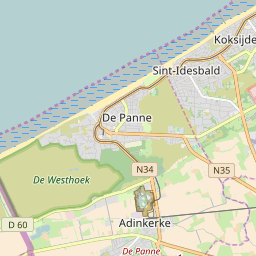 Koksijde
Sint-Idesbald
De Panne
N34
N35
De Westhoek
D 60
Adinkerke
De Panne